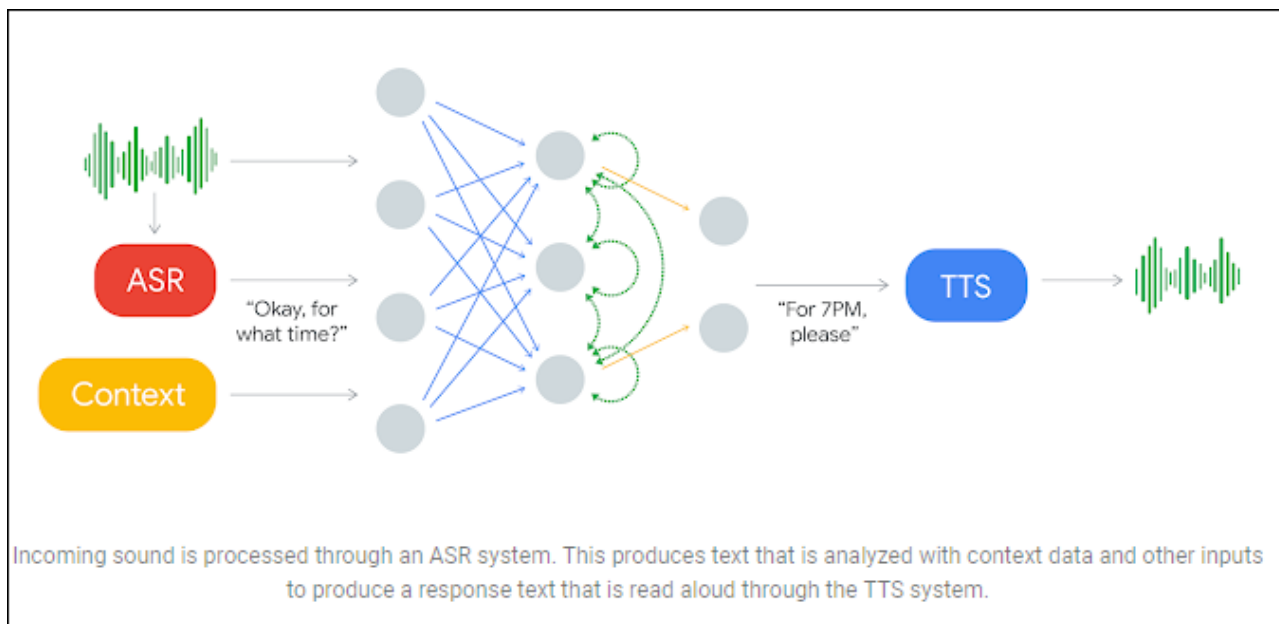 ASR
“Okay, for
what time?”
Context
“For 7PM,
please”
TTS
Incoming sound is processed through an ASR system. This produces text that is analyzed with context data and other inputs
to produce a response text that is read aloud through the TTS system.